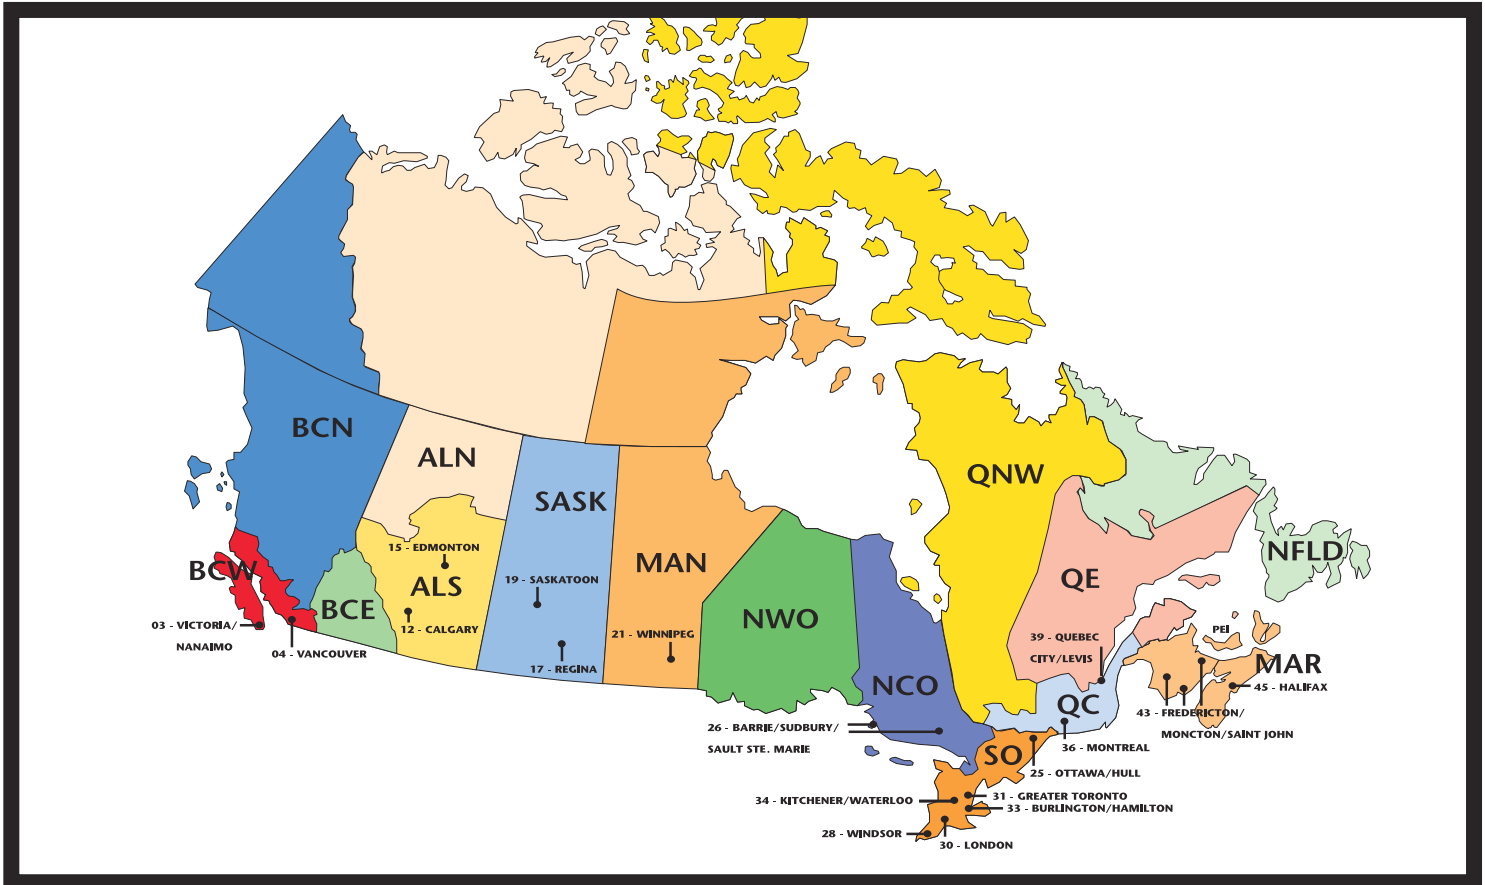 BCN
ALN
QNW
SASK
15 - EDMONTON
NFLD
MAN
BCW
19 - SASKATOON
QE
ALS
BCE
NWO
03 - VICTORIA/
NANAIMO
12 - CALGARY
21 - WINNIPEG
PEI
39 - QUEBEC
CITY/LEVIS
04 - VANCOUVER
17 - REGINA
MAR
NCO
45 - HALIFAX
QC
43 - FREDERICTON/
MONCTON/SAINT JOHN
26 - BARRIE/SUDBURY/
SAULT STE. MARIE
36 - MONTREAL
SO
25 - OTTAWA/HULL
34 - KITCHENER/WATERLOO
31 - GREATER TORONTO
33 - BURLINGTON/HAMILTON
28 - WINDSOR
30 - LONDON